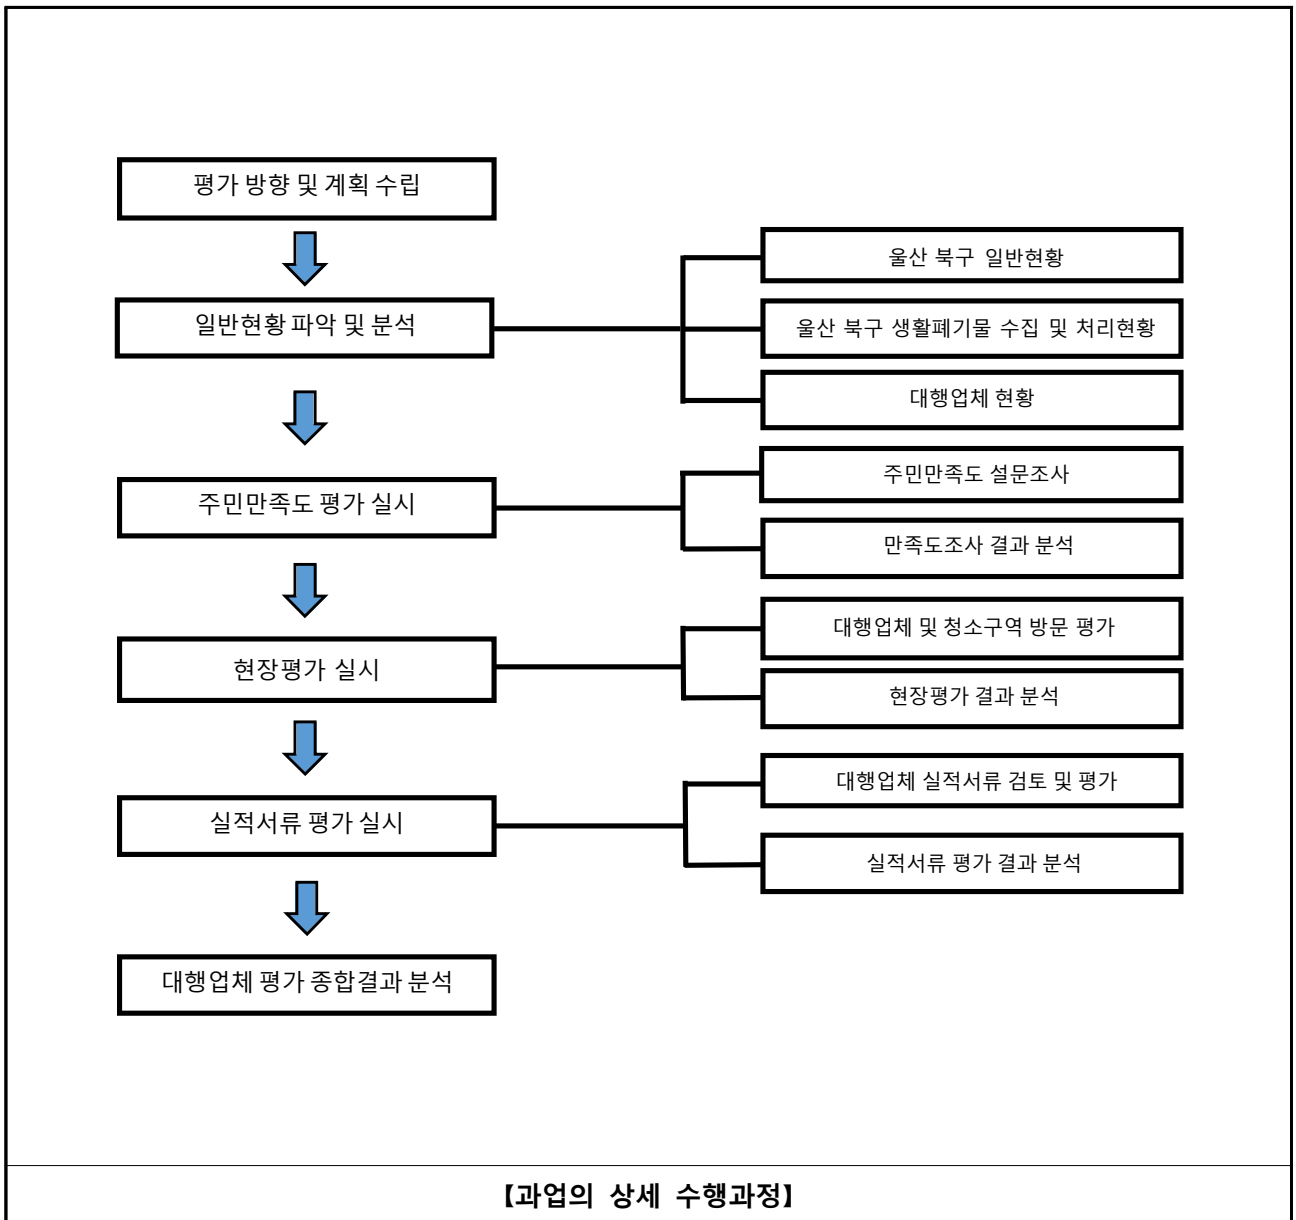 평가 방향 및 계획 수립
일반현황 파악 및 분석
울산 북구 일반현황
울산 북구 생활폐기물 수집 및 처리현황
대행업체 현황
주민만족도 평가 실시
주민만족도 설문조사
만족도조사 결과 분석
현장평가 실시
대행업체 및 청소구역 방문 평가
현장평가 결과 분석
실적서류 평가 실시
대행업체 실적서류 검토 및 평가
실적서류 평가 결과 분석
대행업체 평가 종합결과 분석
【과업의 상세 수행과정】